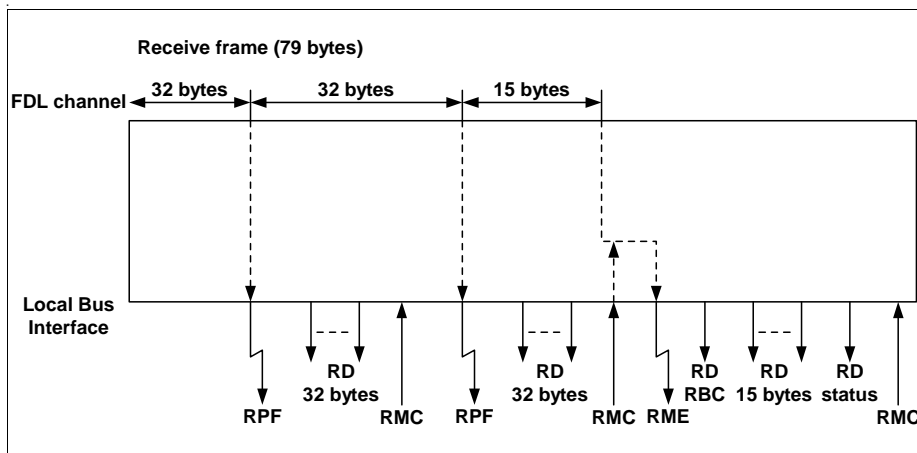 Receive frame (79 bytes)
FDL channel 32 bytes 32 bytes 15 bytes
Local Bus
Interface
RD RD RD RD RD
32 bytes 32 bytes RBC 15 bytes status
RPF RMC RPF RMC RME RMC